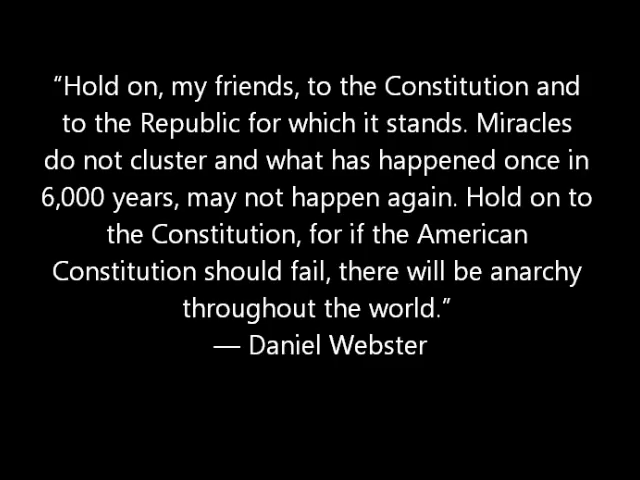 “Hold on, my friends, to the Constitution and
to the Republic for which it stands. Miracles
do not cluster and what has happened once in
6,000 years, may not happen again. Hold on to
the Constitution, for if the American
Constitution should fail, there will be anarchy
throughout the world.”
— Daniel Webster